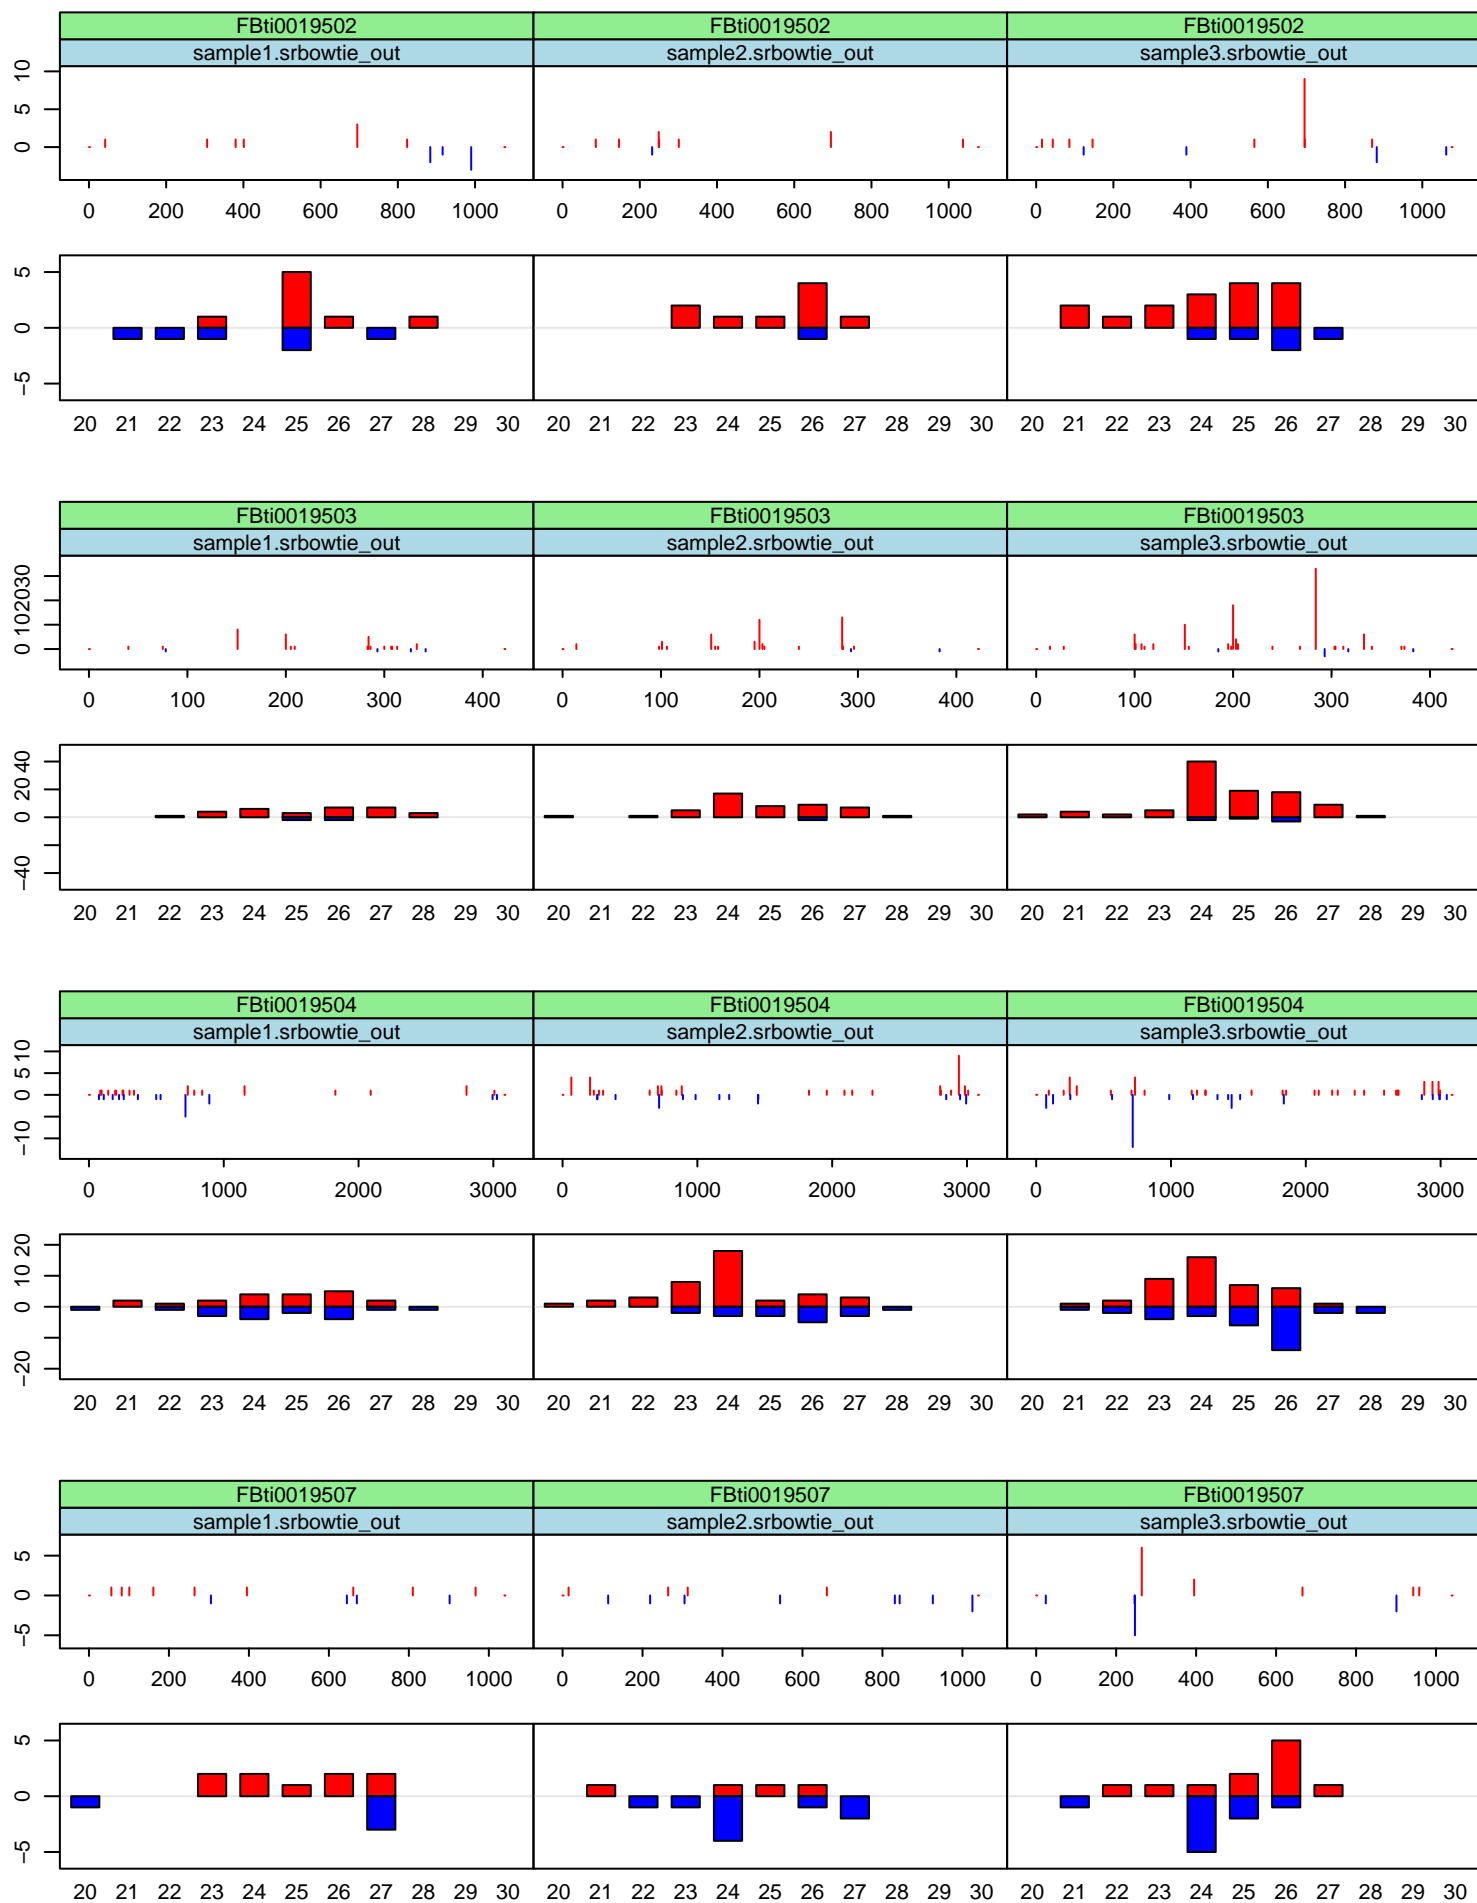 FBti0019502 FBti0019502 FBti0019502
sample1.srbowtie_out sample2.srbowtie_out sample3.srbowtie_out
10
5
0
0 200 400 600 800 1000 0 200 400 600 800 1000 0 200 400 600 800 1000
5
0
−5
20 21 22 23 24 25 26 27 28 29 30 20 21 22 23 24 25 26 27 28 29 30 20 21 22 23 24 25 26 27 28 29 30
FBti0019503 FBti0019503 FBti0019503
sample1.srbowtie_out sample2.srbowtie_out sample3.srbowtie_out
30
20
10
0
0 100 200 300 400 0 100 200 300 400 0 100 200 300 400
40
20
0
−40
20 21 22 23 24 25 26 27 28 29 30 20 21 22 23 24 25 26 27 28 29 30 20 21 22 23 24 25 26 27 28 29 30
FBti0019504 FBti0019504 FBti0019504
sample1.srbowtie_out sample2.srbowtie_out sample3.srbowtie_out
10
5
0
−10
0 1000 2000 3000 0 1000 2000 3000 0 1000 2000 3000
20
10
0
−20
20 21 22 23 24 25 26 27 28 29 30 20 21 22 23 24 25 26 27 28 29 30 20 21 22 23 24 25 26 27 28 29 30
FBti0019507 FBti0019507 FBti0019507
sample1.srbowtie_out sample2.srbowtie_out sample3.srbowtie_out
5
0
−5
0 200 400 600 800 1000 0 200 400 600 800 1000 0 200 400 600 800 1000
5
0
−5
20 21 22 23 24 25 26 27 28 29 30 20 21 22 23 24 25 26 27 28 29 30 20 21 22 23 24 25 26 27 28 29 30